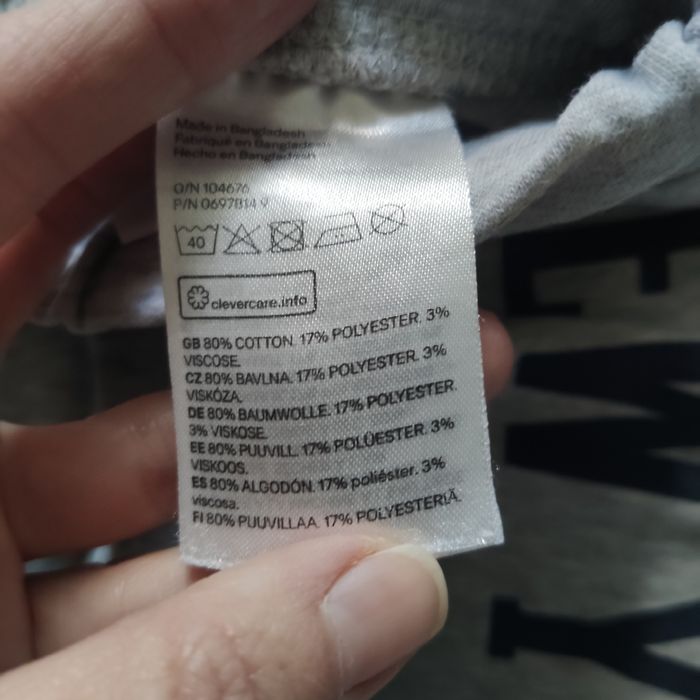 Made in Bangladesh
Fabriqué en Bangladesh
Hecho en Bangladesh
O/N 104676
P/N 0697814 9
40
clevercare.info
GB 80% COTTON. 17% POLYESTER. 3%
VISCOSE.
CZ 80% BAVLNA. 17% POLYESTER. 3%
VISKÓZA.
DE 80% BAUMWOLLE. 17% POLYESTER.
3% VISKOSE.
EE 80% PUUVILL. 17% POLÜESTER. 3%
VISKOOS.
ES 80% ALGODÓN. 17% poliéster. 3%
viscosa.
FI 80% PUUVILLAA. 17% POLYESTERIÄ.
EW
Y